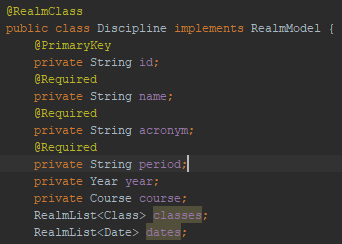 @RealmClass
public class Discipline implements RealmModel {
@PrimaryKey
private String id;
@Required
private String name;
@Required
private String acronym;
@Required
private String period;
private Year year;
private Course course;
RealmList<Class> classes;
RealmList<Date> dates;